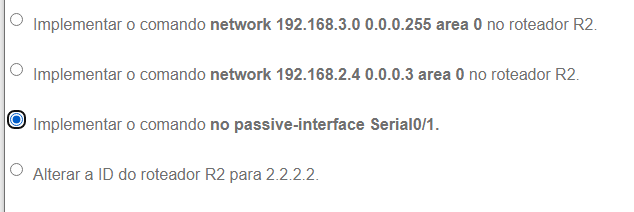 Implementar o comando network 192.168.3.0 0.0.0.255 area 0 no roteador R2.
Implementar o comando network 192.168.2.4 0.0.0.3 area 0 no roteador R2.
Implementar o comando no passive-interface Serial0/1.
Alterar a ID do roteador R2 para 2.2.2.2.